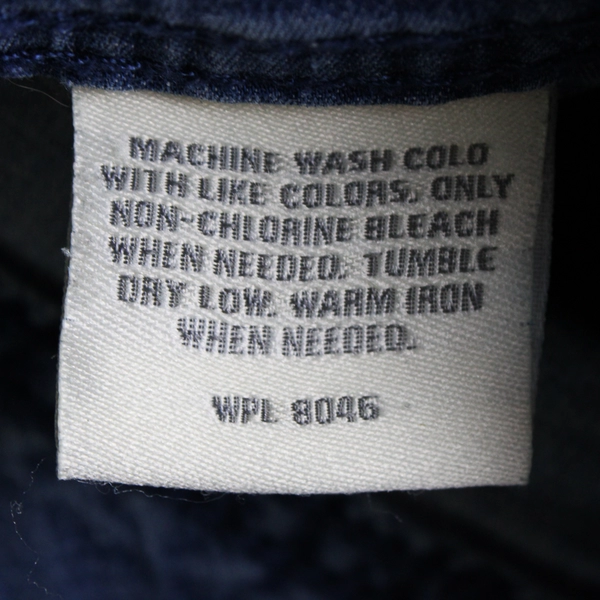 MACHINE WASH COLD
WITH LIKE COLORS. ONLY
NON-CHLORINE BLEACH
WHEN NEEDED. TUMBLE
DRY LOW. WARM IRON
WHEN NEEDED.
WPL 8046